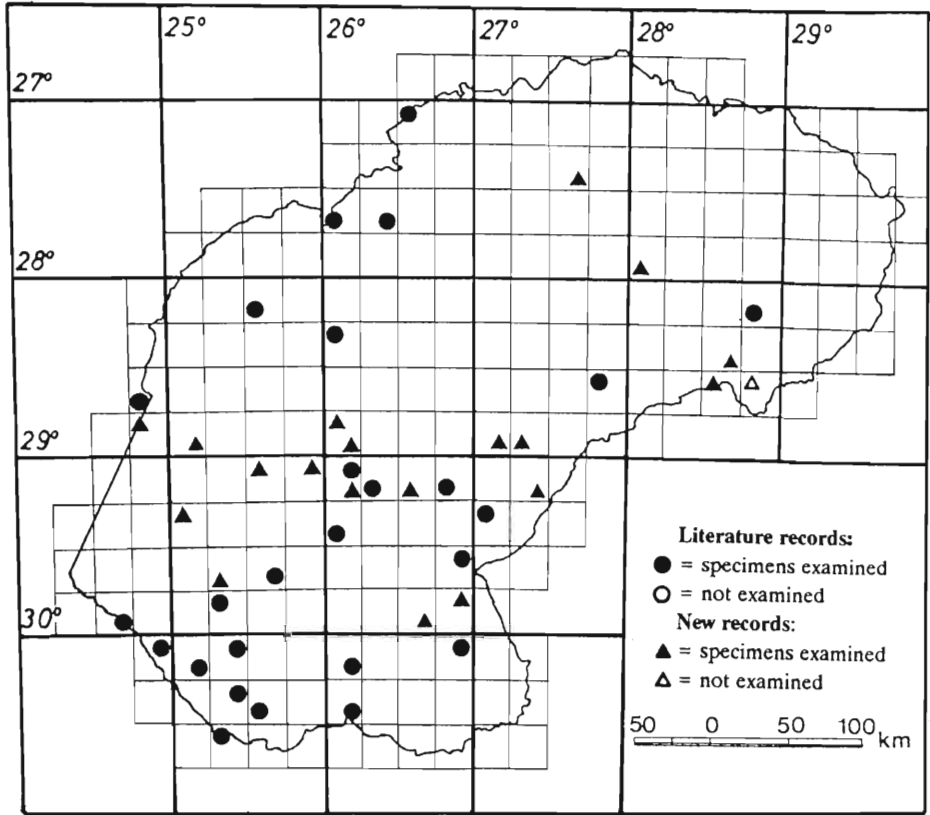 25° 26° 27° 28° 29°
27°
28°
29°
30°
Literature records:
● = specimens examined
○ = not examined
New records:
▲ = specimens examined
△ = not examined
50 0 50 100 km